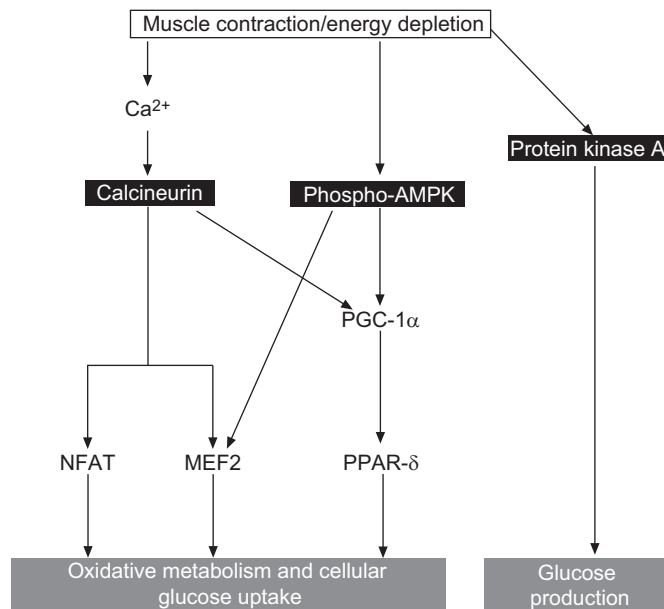 Muscle contraction/energy depletion
Ca²⁺
Protein kinase A
Calcineurin
Phospho-AMPK
PGC-1α
NFAT
MEF2
PPAR-δ
Oxidative metabolism and cellular
glucose uptake
Glucose
production